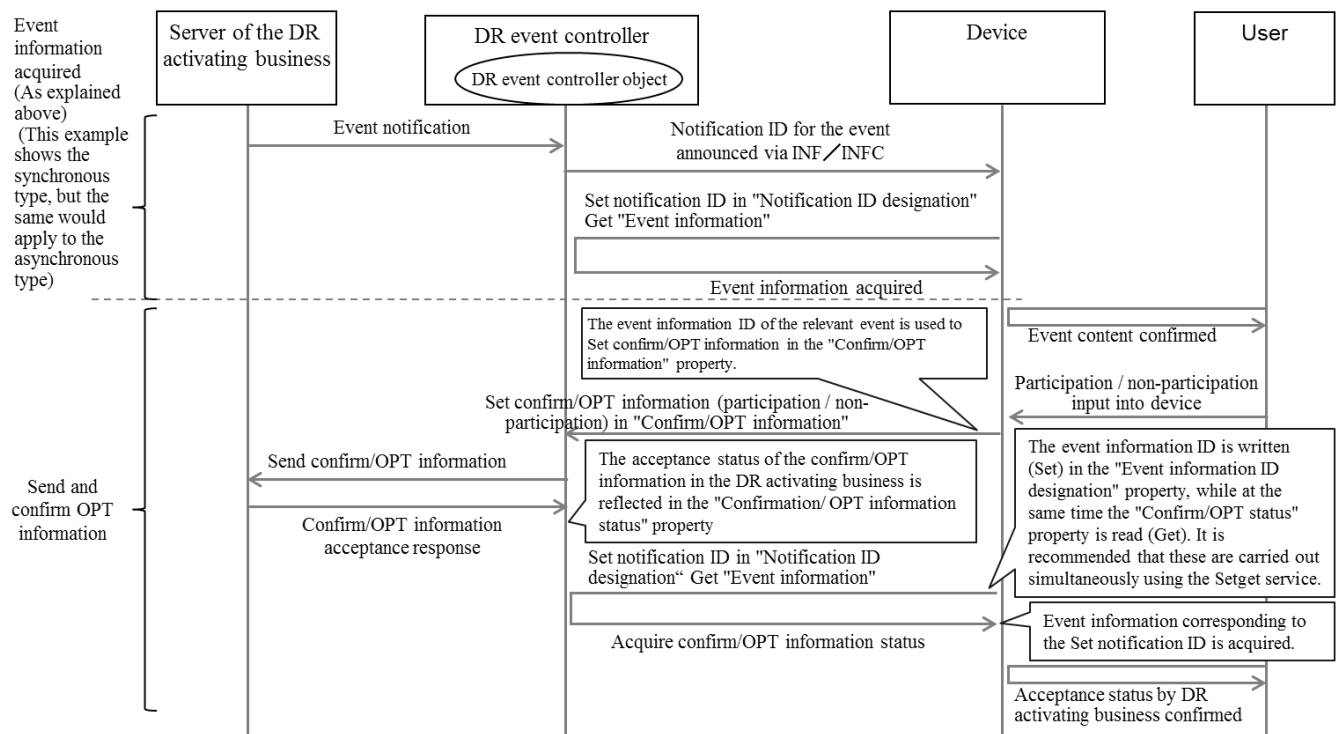 Event
information
acquired
(As explained
above)
(This example
shows the
synchronous
type, but the
same would
apply to the
asynchronous
type)
Server of the DR
activating business
DR event controller
DR event controller object
Device
User
Event notification
Notification ID for the event
announced via INF／INFC
Set notification ID in "Notification ID designation"
Get "Event information"
Event information acquired
The event information ID of the relevant event is used to
Set confirm/OPT information in the "Confirm/OPT
information" property.
Event content confirmed
Participation / non-participation
input into device
Set confirm/OPT information (participation / non-
participation) in "Confirm/OPT information"
Send and
confirm OPT
information
Send confirm/OPT information
The acceptance status of the confirm/OPT
information in the DR activating business is
reflected in the "Confirmation/ OPT information
status" property
The event information ID is written
(Set) in the "Event information ID
designation" property, while at the
same time the "Confirm/OPT status"
property is read (Get). It is
recommended that these are carried out
simultaneously using the Setget service.
Confirm/OPT information
acceptance response
Set notification ID in "Notification ID
designation“ Get "Event information"
Acquire confirm/OPT information status
Event information corresponding to
the Set notification ID is acquired.
Acceptance status by DR
activating business confirmed